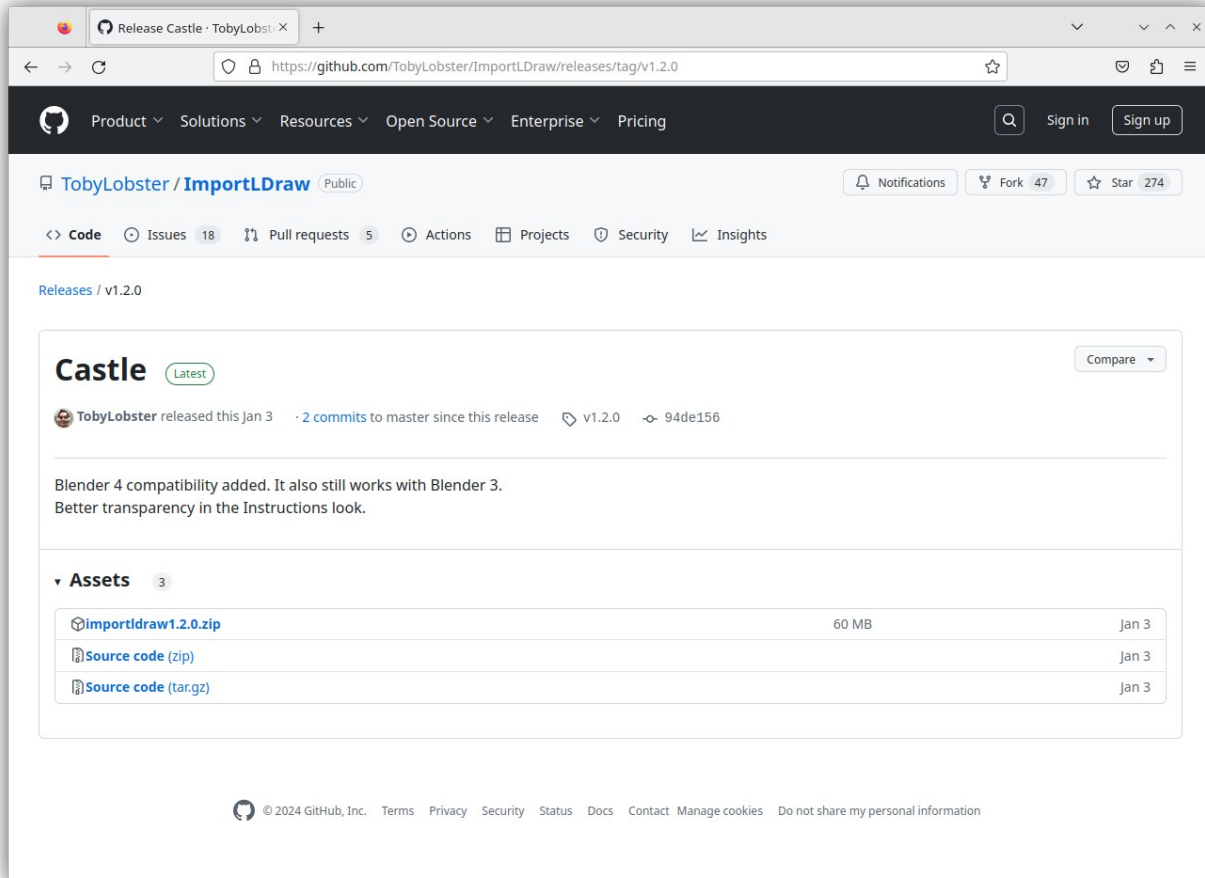 Release Castle · TobyLobst
https://github.com/TobyLobster/ImportLDraw/releases/tag/v1.2.0
Product Solutions Resources Open Source Enterprise Pricing Sign in Sign up
TobyLobster / ImportLDraw Public Notifications Fork 47 Star 274
Code Issues 18 Pull requests 5 Actions Projects Security Insights
Releases / v1.2.0
Castle Latest Compare
TobyLobster released this Jan 3 · 2 commits to master since this release v1.2.0 94de156
Blender 4 compatibility added. It also still works with Blender 3.
Better transparency in the Instructions look.
Assets 3
importldraw1.2.0.zip 60 MB Jan 3
Source code (zip) Jan 3
Source code (tar.gz) Jan 3
© 2024 GitHub, Inc. Terms Privacy Security Status Docs Contact Manage cookies Do not share my personal information